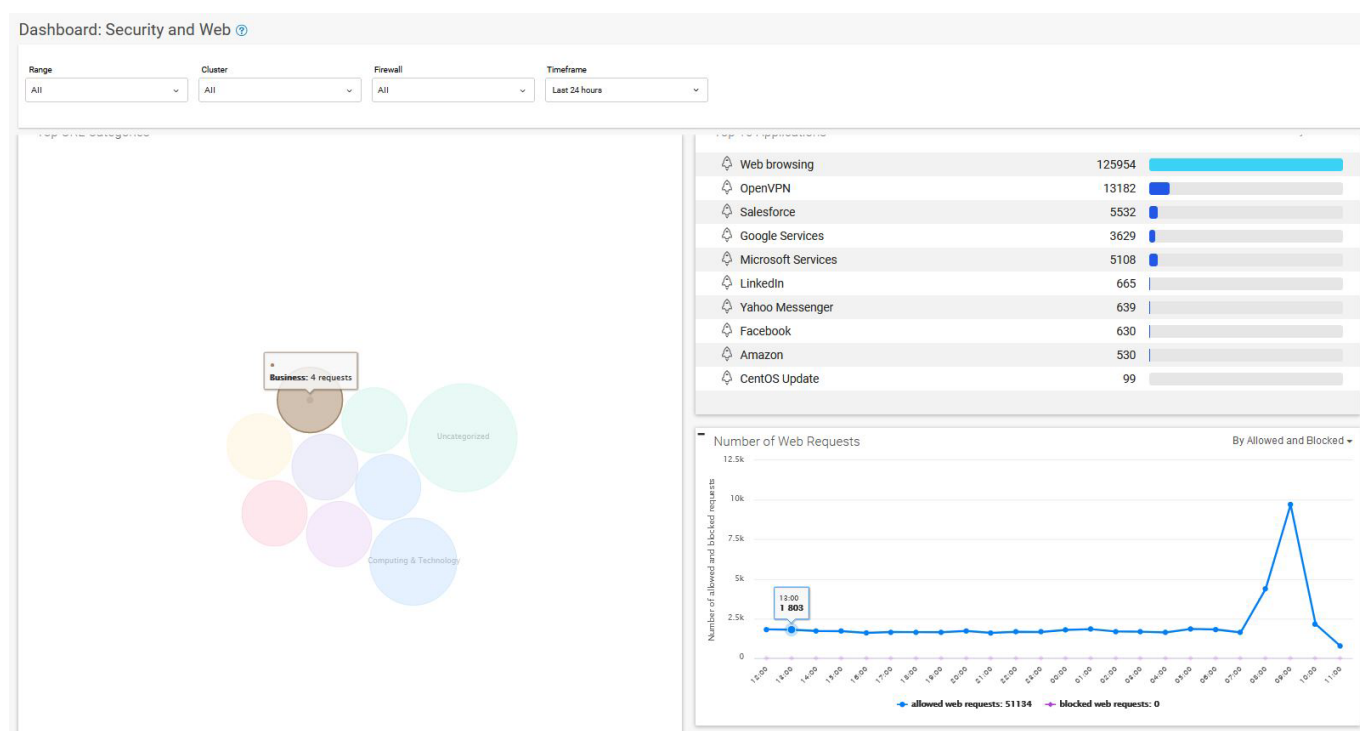 Dashboard: Security and Web ?
Range Cluster Firewall Timeframe
All All All Last 24 hours
Web browsing 125954
OpenVPN 13182
Salesforce 5532
Google Services 3629
Microsoft Services 5108
LinkedIn 665
Yahoo Messenger 639
Facebook 630
Amazon 530
CentOS Update 99
Business: 4 requests
Uncategorized
Computing & Technology
Number of Web Requests By Allowed and Blocked
Number of allowed and blocked requests
12.5k
10k
7.5k
5k
2.5k
0
13:00
1 803
12:00 13:00 14:00 15:00 16:00 17:00 18:00 19:00 20:00 21:00 22:00 23:00 00:00 01:00 02:00 03:00 04:00 05:00 06:00 07:00 08:00 09:00 10:00 11:00
allowed web requests: 51134 blocked web requests: 0